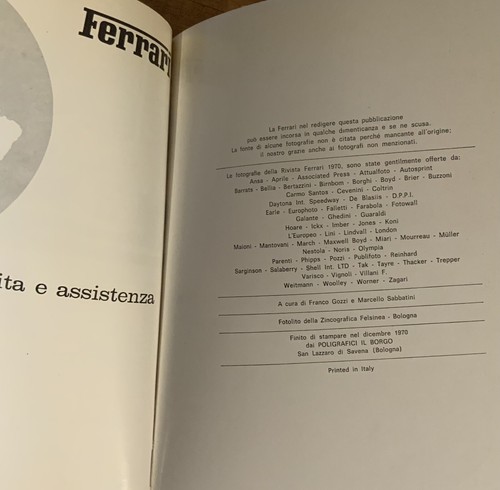 Ferrari
ita e assistenza
La Ferrari nel redigere questa pubblicazione
può essere incorsa in qualche dimenticanza e se ne scusa.
La fonte di alcune fotografie non è citata perchè mancante all'origine;
il nostro grazie anche ai fotografi non menzionati.
Le fotografie della Rivista Ferrari 1970, sono state gentilmente offerte da:
Ansa - Aprile - Associated Press - Attualfoto - Autosprint
Barrate - Bellia - Bertazzini - Birnbom - Borghi - Boyd - Brier - Buzzoni
Carmo Santos - Cevenini - Coltrin
Daytona Int. Speedway - De Blasiis - D.P.P.I.
Earle - Europhoto - Falletti - Farabola - Fotowall
Galante - Ghedini - Guaraldi
Hoare - Ickx - Imber - Jones - Koni
L'Europeo - Lini - Lindvall - London
Maioni - Mantovani - March - Maxwell Boyd - Miari - Mourreau - Müller
Nestola - Noris - Olympia
Parenti - Phipps - Pozzi - Publifoto - Reinhard
Sarginson - Salaberry - Shell Int. LTD - Tak - Tayre - Thacker - Trepper
Varisco - Vignoli - Villani F.
Weitmann - Woolley - Worner - Zagari
A cura di Franco Gozzi e Marcello Sabbatini
Fotolito della Zincografica Felsinea - Bologna
Finito di stampare nel dicembre 1970
dai POLIGRAFICI IL BORGO
San Lazzaro di Savena (Bologna)
Printed in Italy